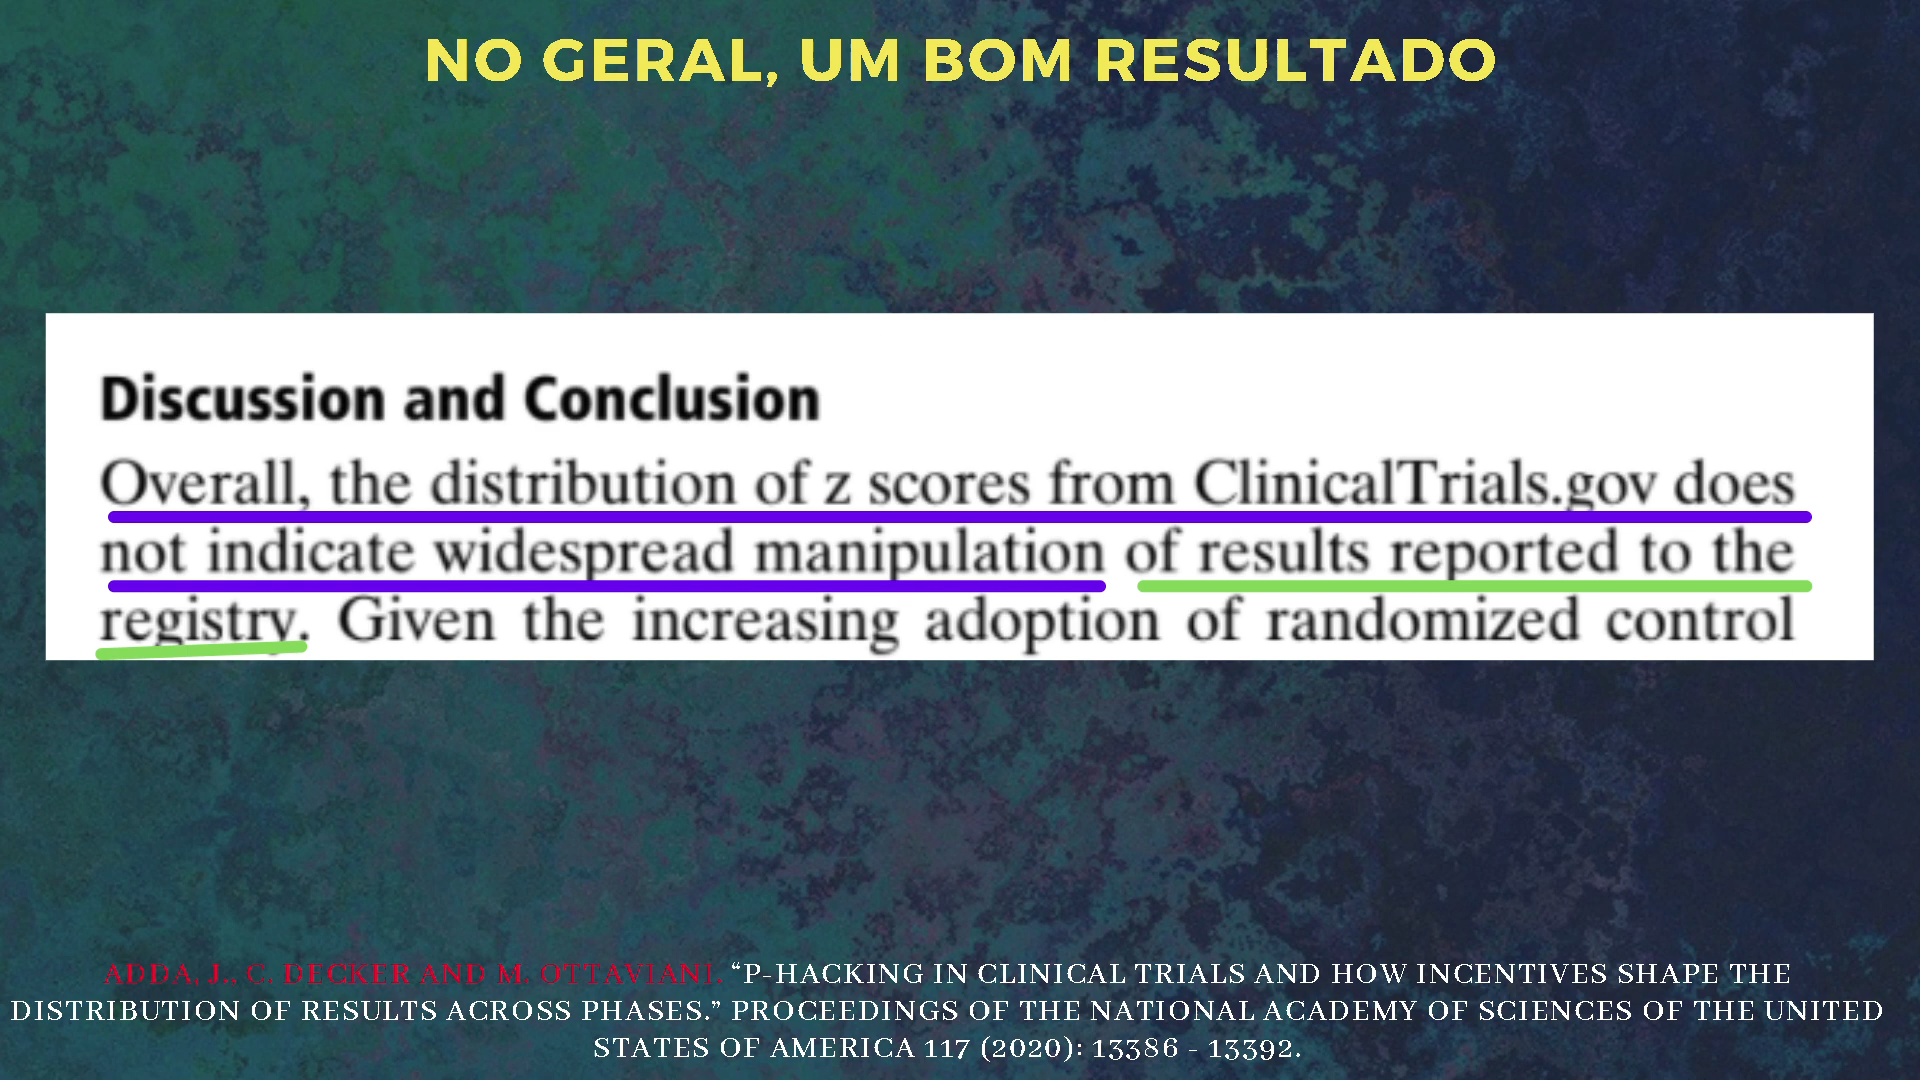 NO GERAL, UM BOM RESULTADO
Discussion and Conclusion
Overall, the distribution of z scores from ClinicalTrials.gov does
not indicate widespread manipulation of results reported to the
registry. Given the increasing adoption of randomized control
ADDA, J., C. DECKER AND M. OTTAVIANI. “P-HACKING IN CLINICAL TRIALS AND HOW INCENTIVES SHAPE THE
DISTRIBUTION OF RESULTS ACROSS PHASES.” PROCEEDINGS OF THE NATIONAL ACADEMY OF SCIENCES OF THE UNITED
STATES OF AMERICA 117 (2020): 13386 - 13392.